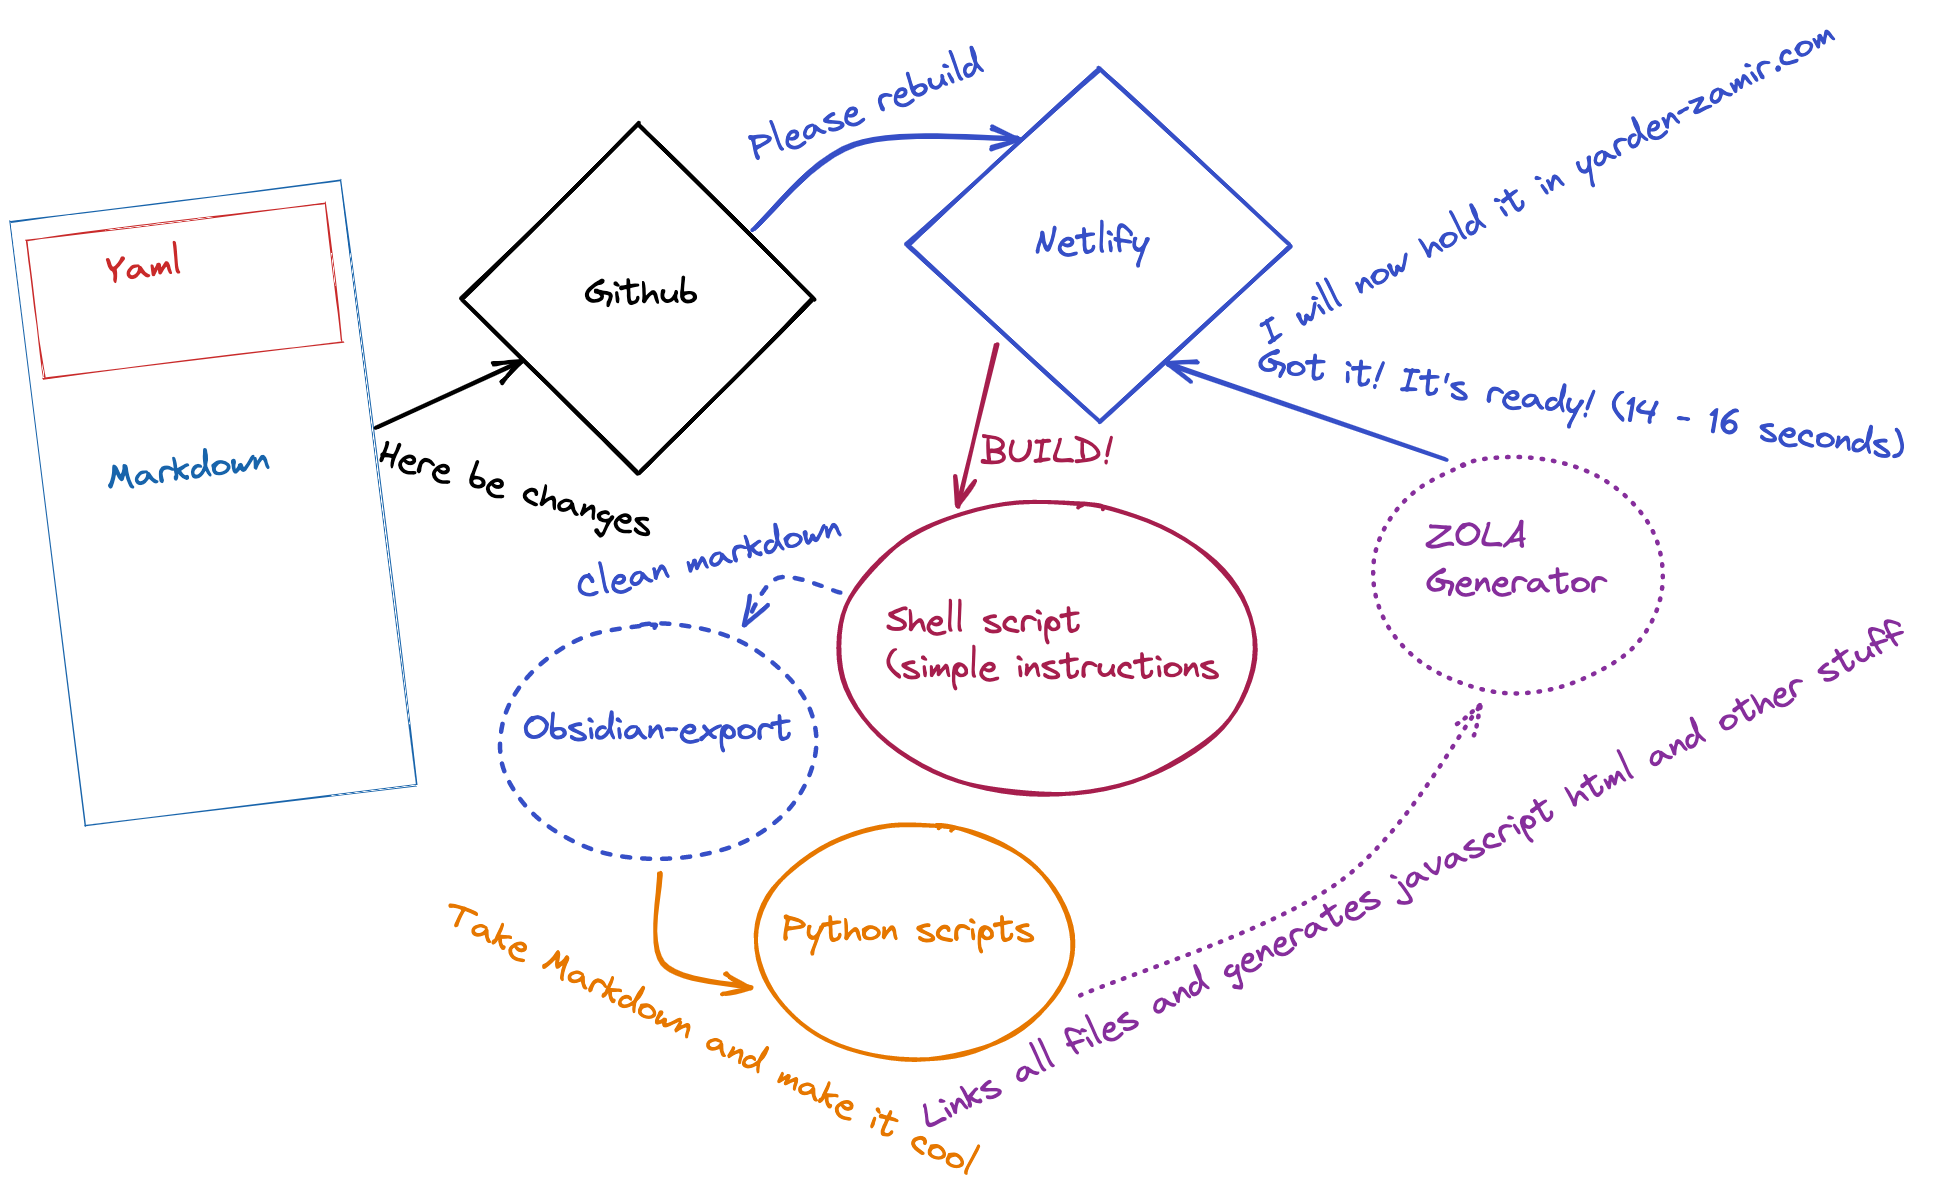 Yaml
Markdown
Here be changes
Github
Please rebuild
Netlify
BUILD!
Shell script
(simple instructions
clean markdown
Obsidian-export
Take Markdown and make it cool
Python scripts
Links all files and generates javascript html and other stuff
ZOLA
Generator
Got it! It's ready! (14 - 16 seconds)
I will now hold it in yarden-zamir.com